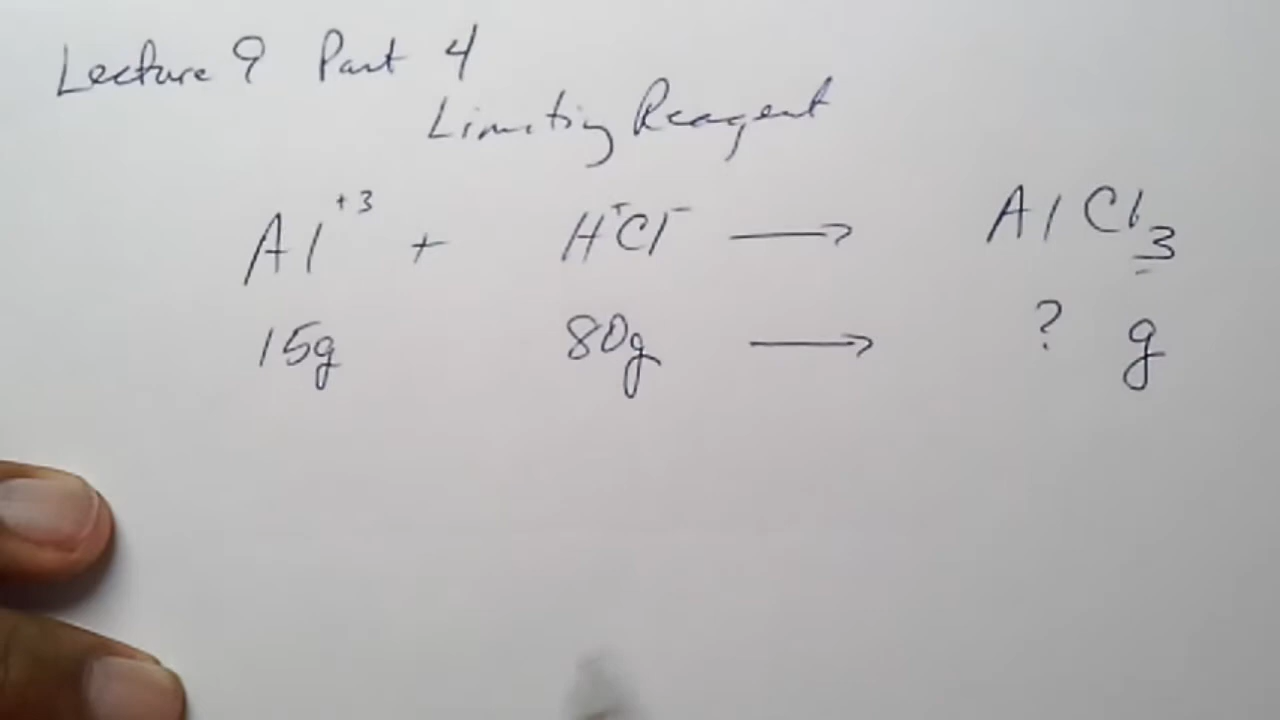 Lecture 9 Part 4
Limiting Reagent
Al⁺³ + H⁺Cl⁻ → AlCl₃
15g 80g → ? g